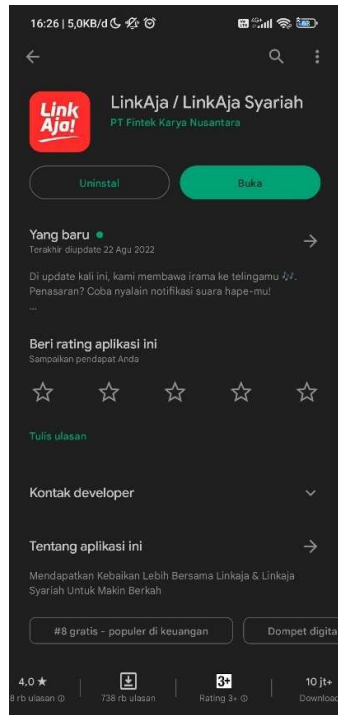 16:26 | 5,0KB/d
LinkAja / LinkAja Syariah
Link
Aja!
PT Fintek Karya Nusantara
Uninstal
Buka
Yang baru
Terakhir diupdate 22 Agu 2022
Di update kali ini, kami membawa irama ke telingamu 🎶.
Penasaran? Coba nyalain notifikasi suara hape-mu!
...
Beri rating aplikasi ini
Sampaikan pendapat Anda
Tulis ulasan
Kontak developer
Tentang aplikasi ini
Mendapatkan Kebaikan Lebih Bersama Linkaja & Linkaja
Syariah Untuk Makin Berkah
#8 gratis - populer di keuangan
Dompet digita
4,0 ★
3+
10 jt+
8 rb ulasan
738 rb ulasan
Rating 3+
Download